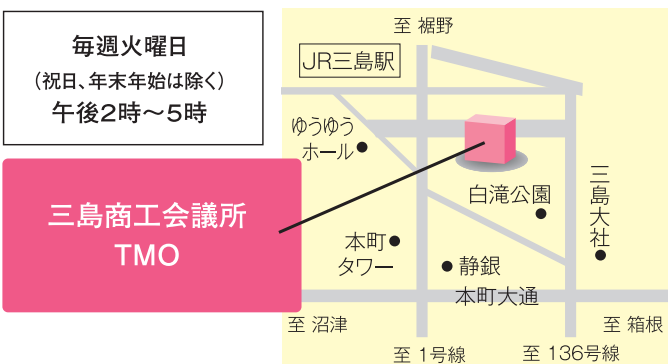 毎週火曜日
(祝日、年末年始は除く)
午後2時～5時
三島商工会議所
TMO
至 裾野
JR三島駅
ゆうゆう
ホール
白滝公園
三島大社
本町
タワー
静銀
本町大通
至 沼津
至 箱根
至 1号線
至 136号線